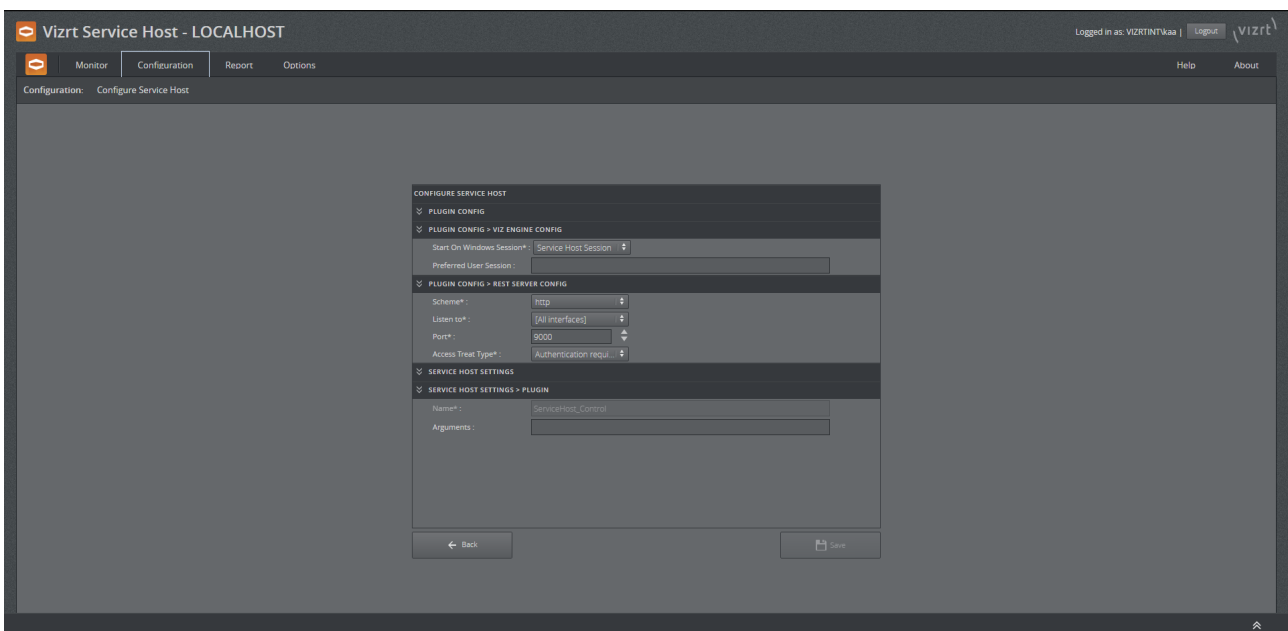 Vizrt Service Host - LOCALHOST
Logged in as: VIZRTINT\kaa | Logout vizrt
Monitor Configuration Report Options Help About
Configuration: Configure Service Host
CONFIGURE SERVICE HOST
PLUGIN CONFIG
PLUGIN CONFIG > VIZ ENGINE CONFIG
Start On Windows Session* : Service Host Session
Preferred User Session :
PLUGIN CONFIG > REST SERVER CONFIG
Scheme* : http
Listen to* : [All interfaces]
Port* : 9000
Access Treat Type* : Authentication requi...
SERVICE HOST SETTINGS
SERVICE HOST SETTINGS > PLUGIN
Name* : ServiceHost_Control
Arguments :
Back Save